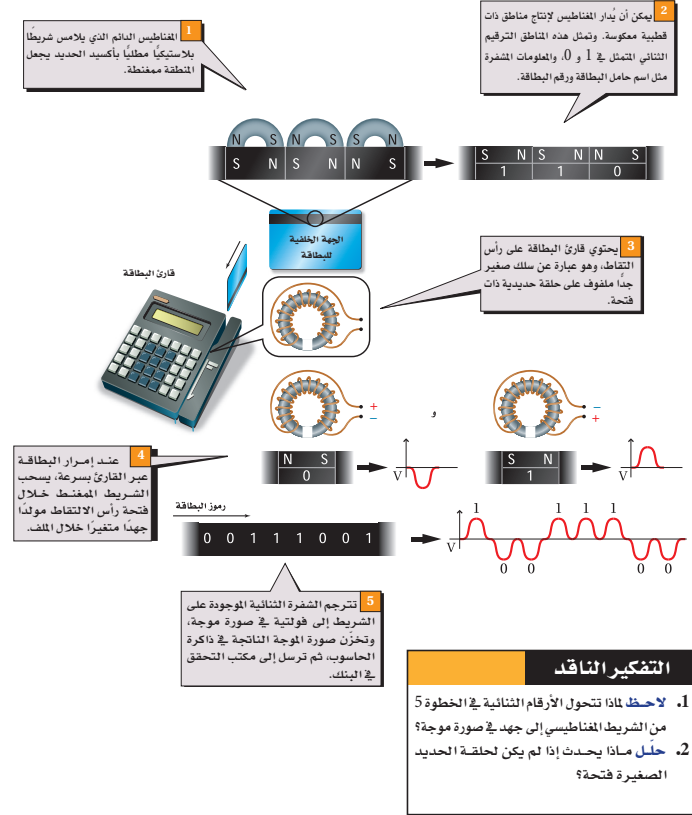 1 المغناطيس الدائم الذي يلامس شريطًا
بلاستيكيًّا مطليًّا بأكسيد الحديد يجعل
المنطقة ممغنطة.
2 يمكن أن يُدار المغناطيس لإنتاج مناطق ذات
قطبية معكوسة. وتمثل هذه المناطق الترقيم
الثنائي المتمثل في 1 و 0، والمعلومات المشفرة
مثل اسم حامل البطاقة ورقم البطاقة.
N S N S S N
S N S N N S
S N S N N S
1 1 0
الجهة الخلفية
للبطاقة
قارئ البطاقة
3 يحتوي قارئ البطاقة على رأس
التقاط، وهو عبارة عن سلك صغير
جدًّا ملفوف على حلقة حديدية ذات
فتحة.
+
−
و
−
+
N S
0
V
S N
1
V
4 عند إمرار البطاقة
عبر القارئ بسرعة، يسحب
الشريط الممغنط خلال
فتحة رأس الالتقاط مولدًا
جهدًا متغيرًا خلال الملف.
رموز البطاقة
0 0 1 1 1 0 0 1
V
1 1 1 1
0 0 0 0
5 تترجم الشفرة الثنائية الموجودة على
الشريط إلى فولتية في صورة موجة،
وتخزّن صورة الموجة الناتجة في ذاكرة
الحاسوب، ثم ترسل إلى مكتب التحقق
في البنك.
التفكير الناقد
1. لاحظ لماذا تتحول الأرقام الثنائية في الخطوة 5
من الشريط المغناطيسي إلى جهد في صورة موجة؟
2. حلّل ماذا يحدث إذا لم يكن لحلقة الحديد
الصغيرة فتحة؟